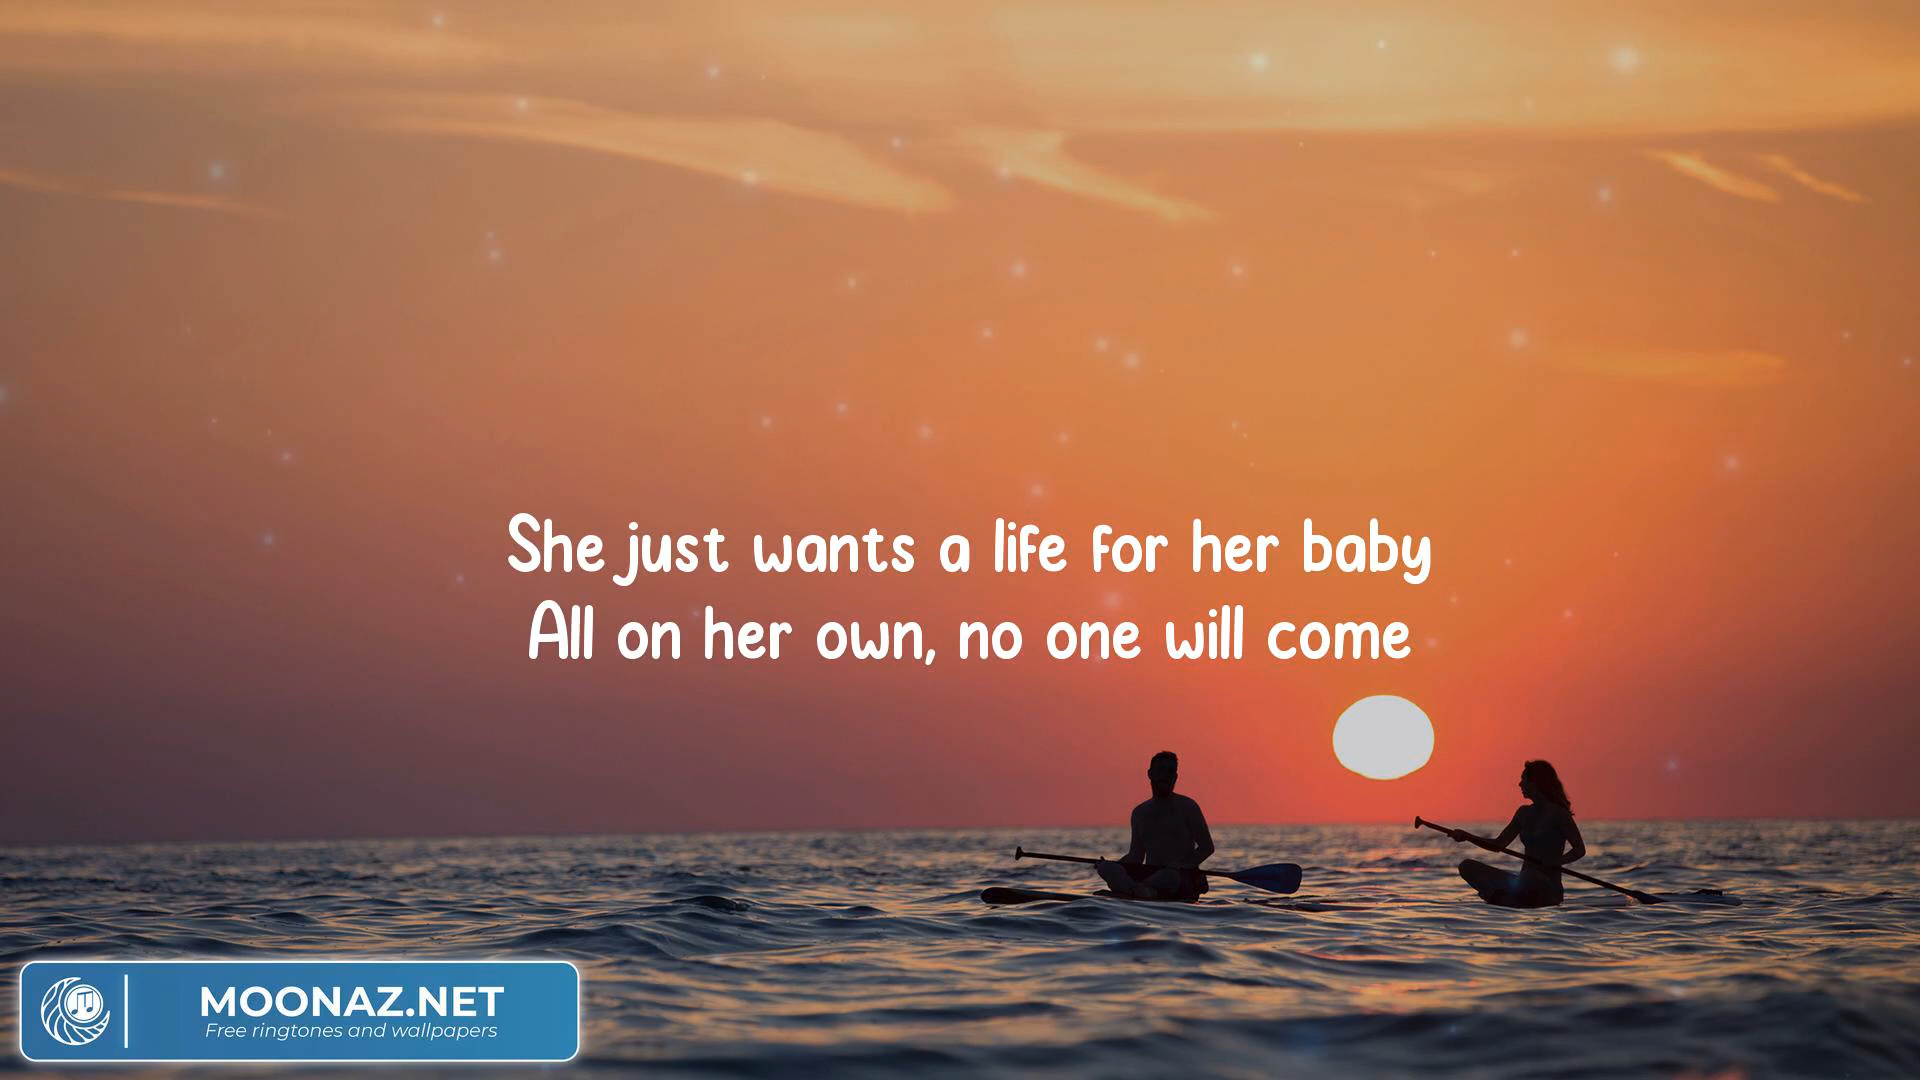 She just wants a life for her baby
All on her own, no one will come
MOONAZ.NET
Free ringtones and wallpapers